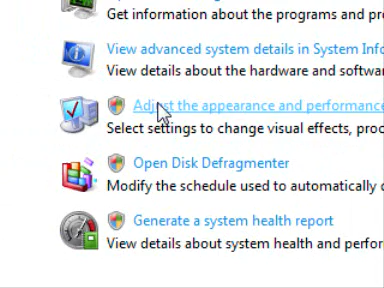 Get information about the programs and pr
View advanced system details in System Info
View details about the hardware and softwar
Adjust the appearance and performance
Select settings to change visual effects, proc
Open Disk Defragmenter
Modify the schedule used to automatically d
Generate a system health report
View details about system health and perfor